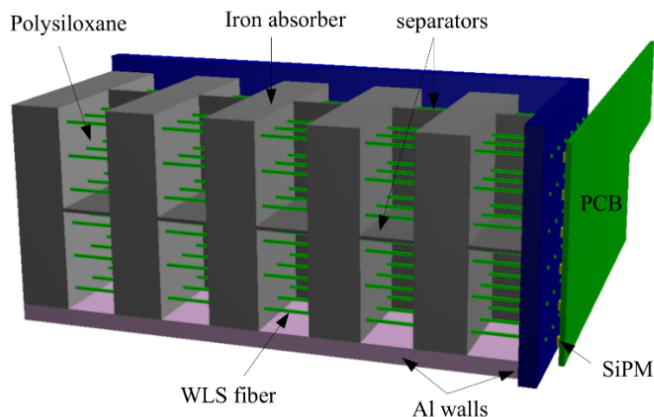 Polysiloxane
Iron absorber
separators
PCB
SiPM
WLS fiber
Al walls